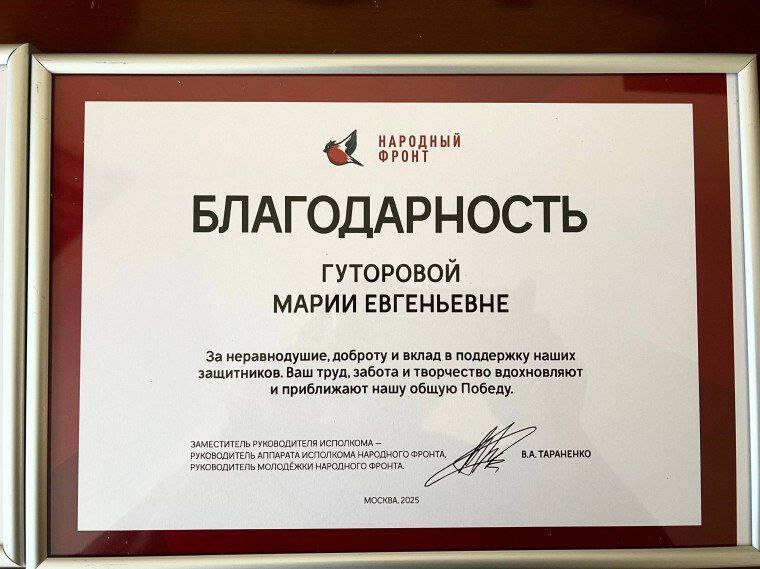 НАРОДНЫЙ
ФРОНТ
БЛАГОДАРНОСТЬ
ГУТОРОВОЙ
МАРИИ ЕВГЕНЬЕВНЕ
За неравнодушие, доброту и вклад в поддержку наших
защитников. Ваш труд, забота и творчество вдохновляют
и приближают нашу общую Победу.
ЗАМЕСТИТЕЛЬ РУКОВОДИТЕЛЯ ИСПОЛКОМА —
РУКОВОДИТЕЛЬ АППАРАТА ИСПОЛКОМА НАРОДНОГО ФРОНТА,
РУКОВОДИТЕЛЬ МОЛОДЁЖКИ НАРОДНОГО ФРОНТА.
В.А. ТАРАНЕНКО
МОСКВА, 2025